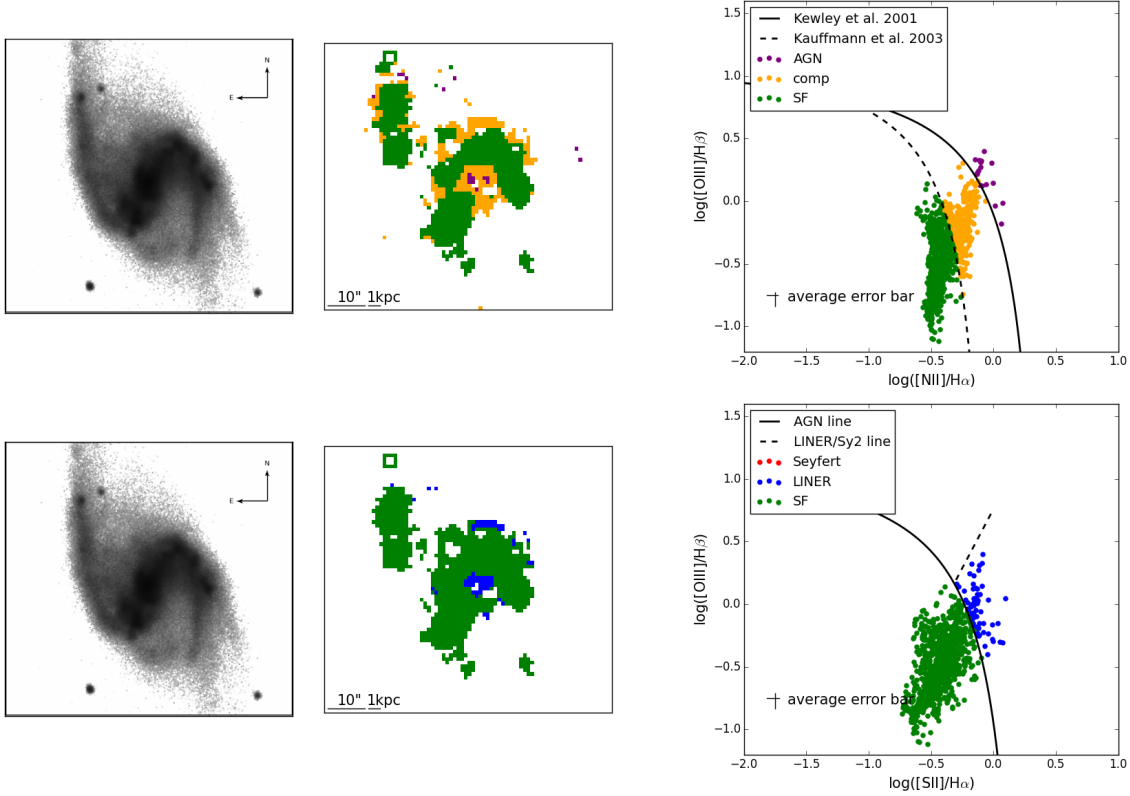 N
E
10" 1kpc
Kewley et al. 2001
Kauffmann et al. 2003
AGN
comp
SF
1.5
1.0
0.5
0.0
−0.5
−1.0
log([OIII]/Hβ)
average error bar
−2.0 −1.5 −1.0 −0.5 0.0 0.5 1.0
log([NII]/Hα)
N
E
10" 1kpc
AGN line
LINER/Sy2 line
Seyfert
LINER
SF
1.5
1.0
0.5
0.0
−0.5
−1.0
log([OIII]/Hβ)
average error bar
−2.0 −1.5 −1.0 −0.5 0.0 0.5 1.0
log([SII]/Hα)